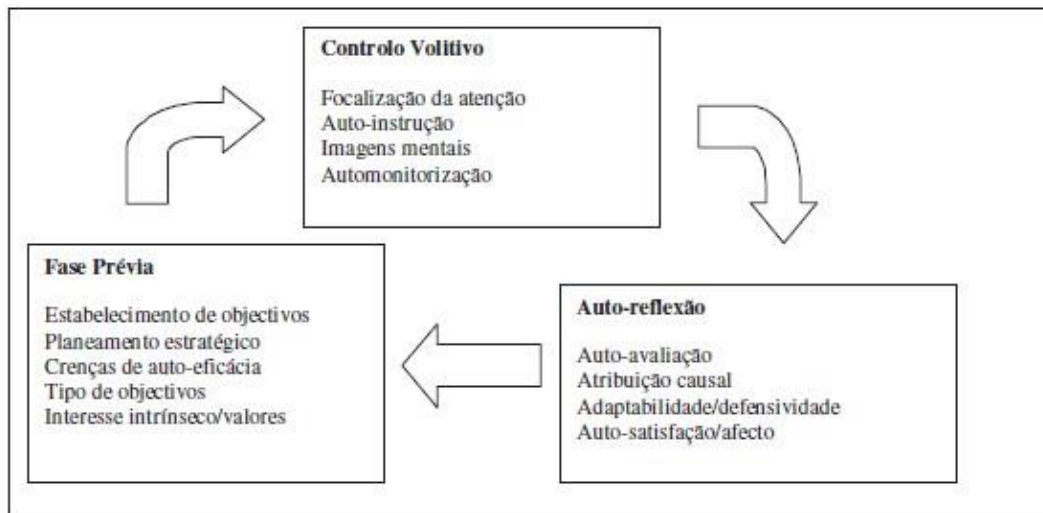 Controlo Volitivo
Focalização da atenção
Auto-instrução
Imagens mentais
Automonitorização
Fase Prévia
Estabelecimento de objectivos
Planeamento estratégico
Crenças de auto-eficácia
Tipo de objectivos
Interesse intrínseco/valores
Auto-reflexão
Auto-avaliação
Atribuição causal
Adaptabilidade/defensividade
Auto-satisfação/afecto